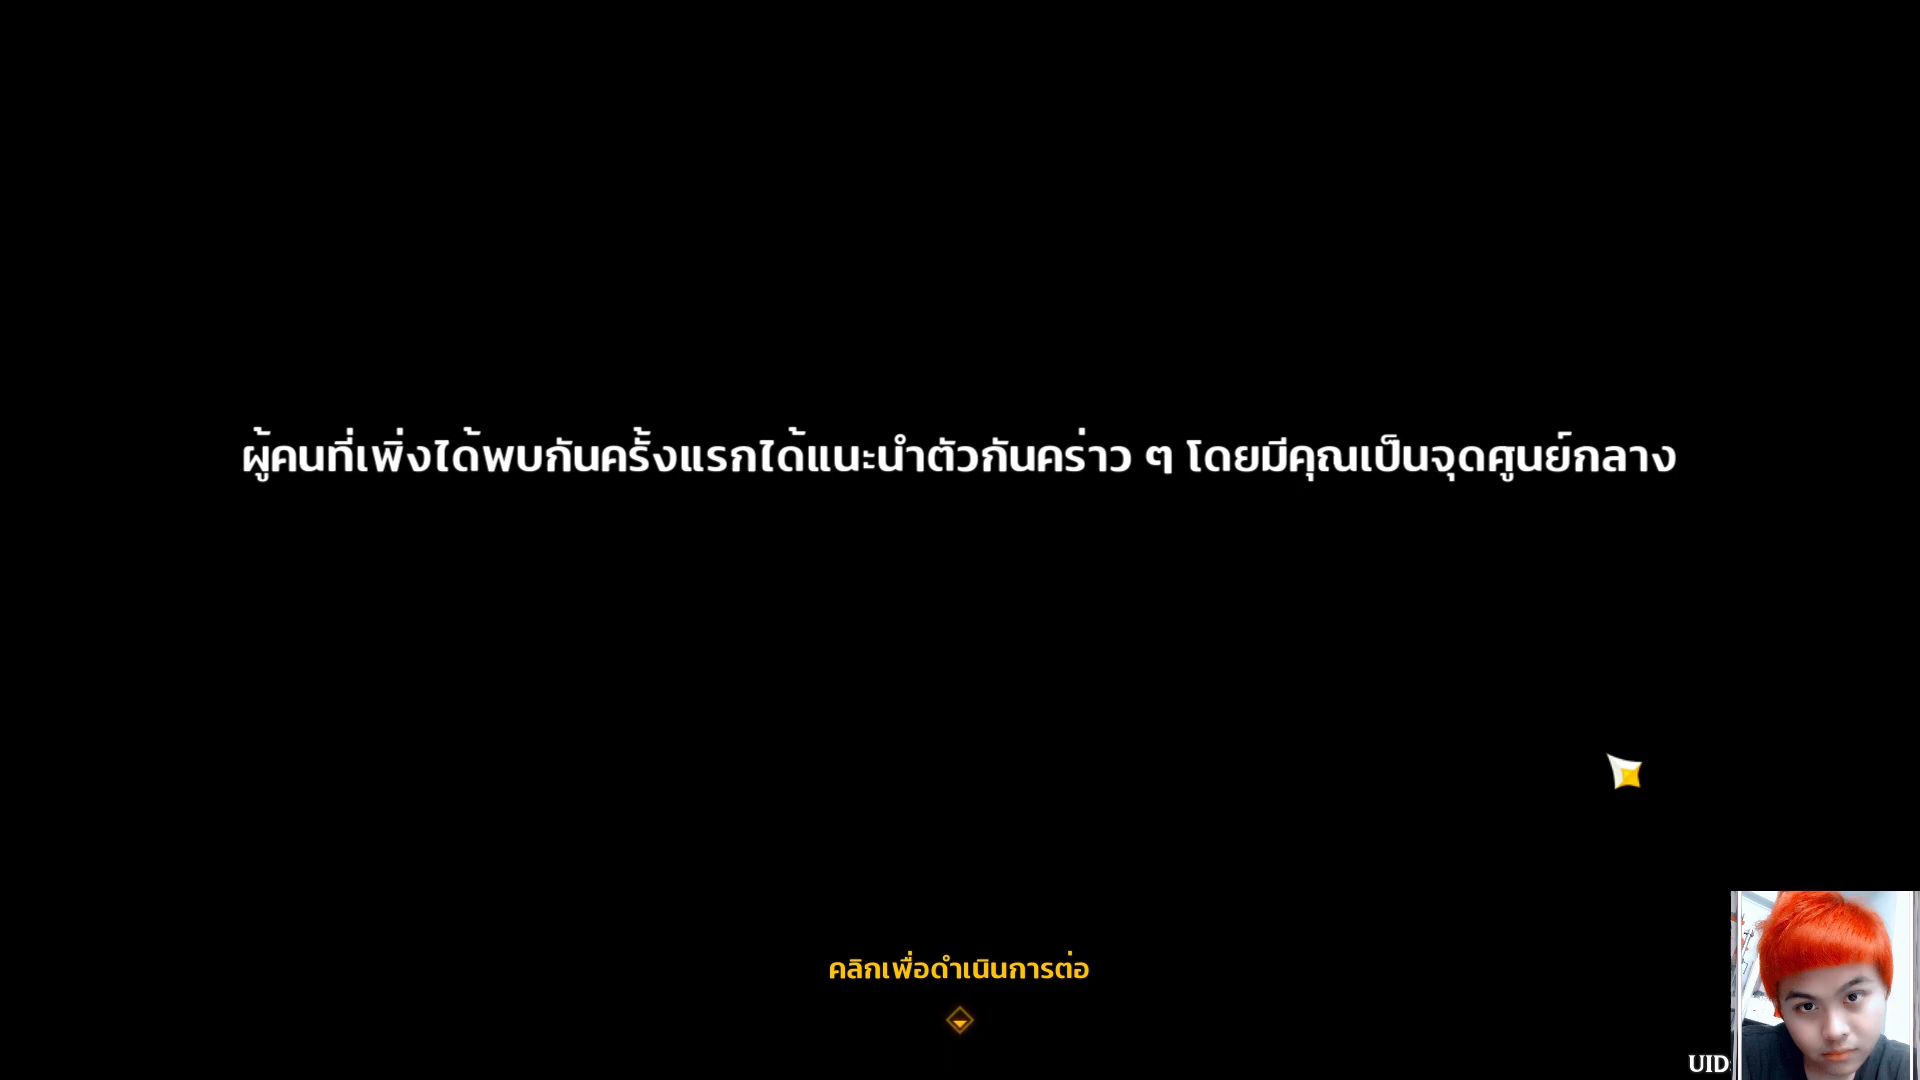 ผู้คนที่เพิ่งได้พบกันครั้งแรกได้แนะนำตัวกันคร่าว ๆ โดยมีคุณเป็นจุดศูนย์กลาง
คลิกเพื่อดำเนินการต่อ
UID: